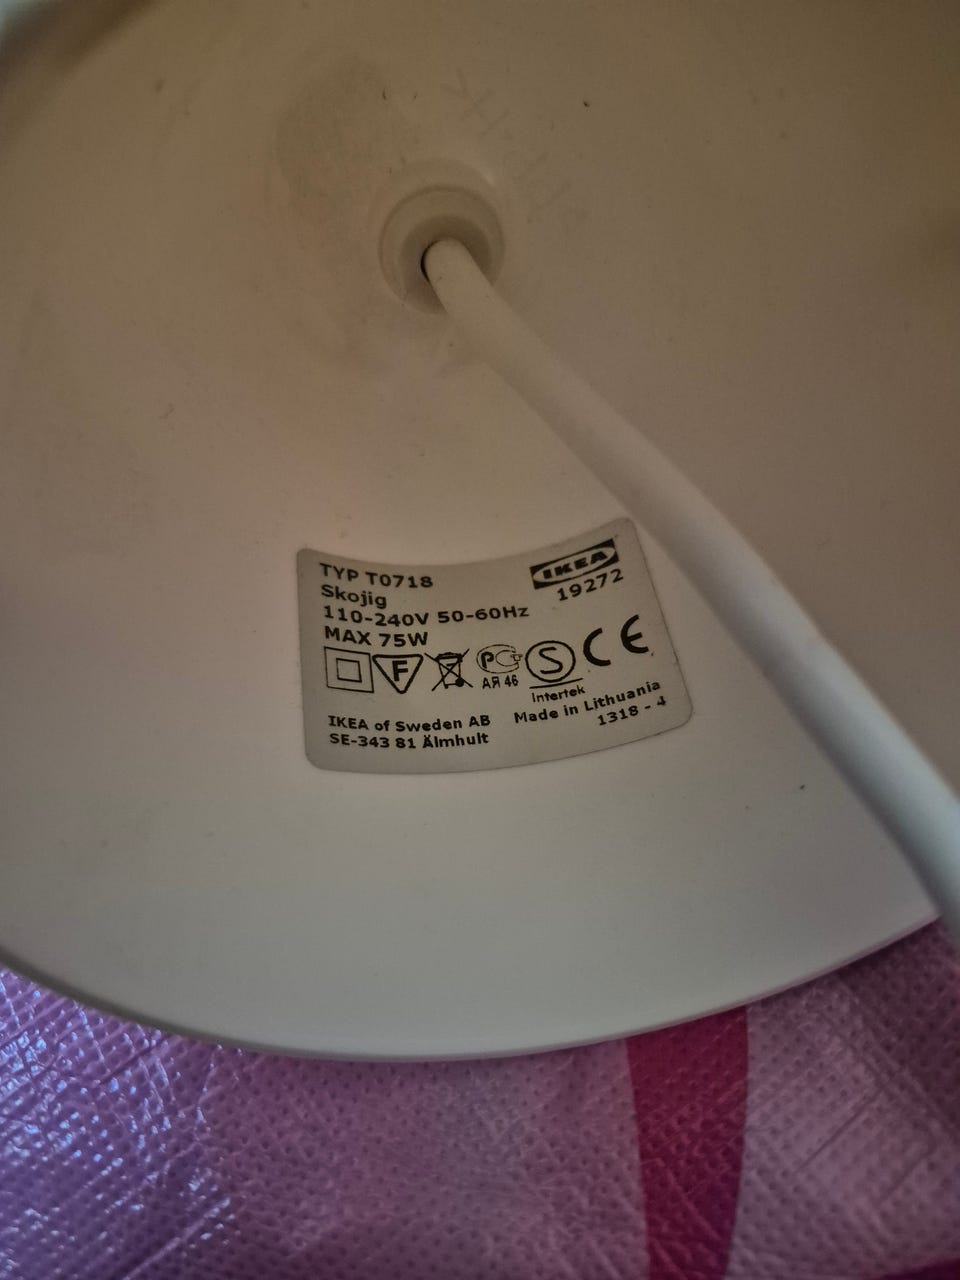 TYP T0718
Skojig
110-240V 50-60Hz
MAX 75W
IKEA
19272
F
PCT
АЯ 46
S
Intertek
CE
IKEA of Sweden AB
SE-343 81 Älmhult
Made in Lithuania
1318 - 4